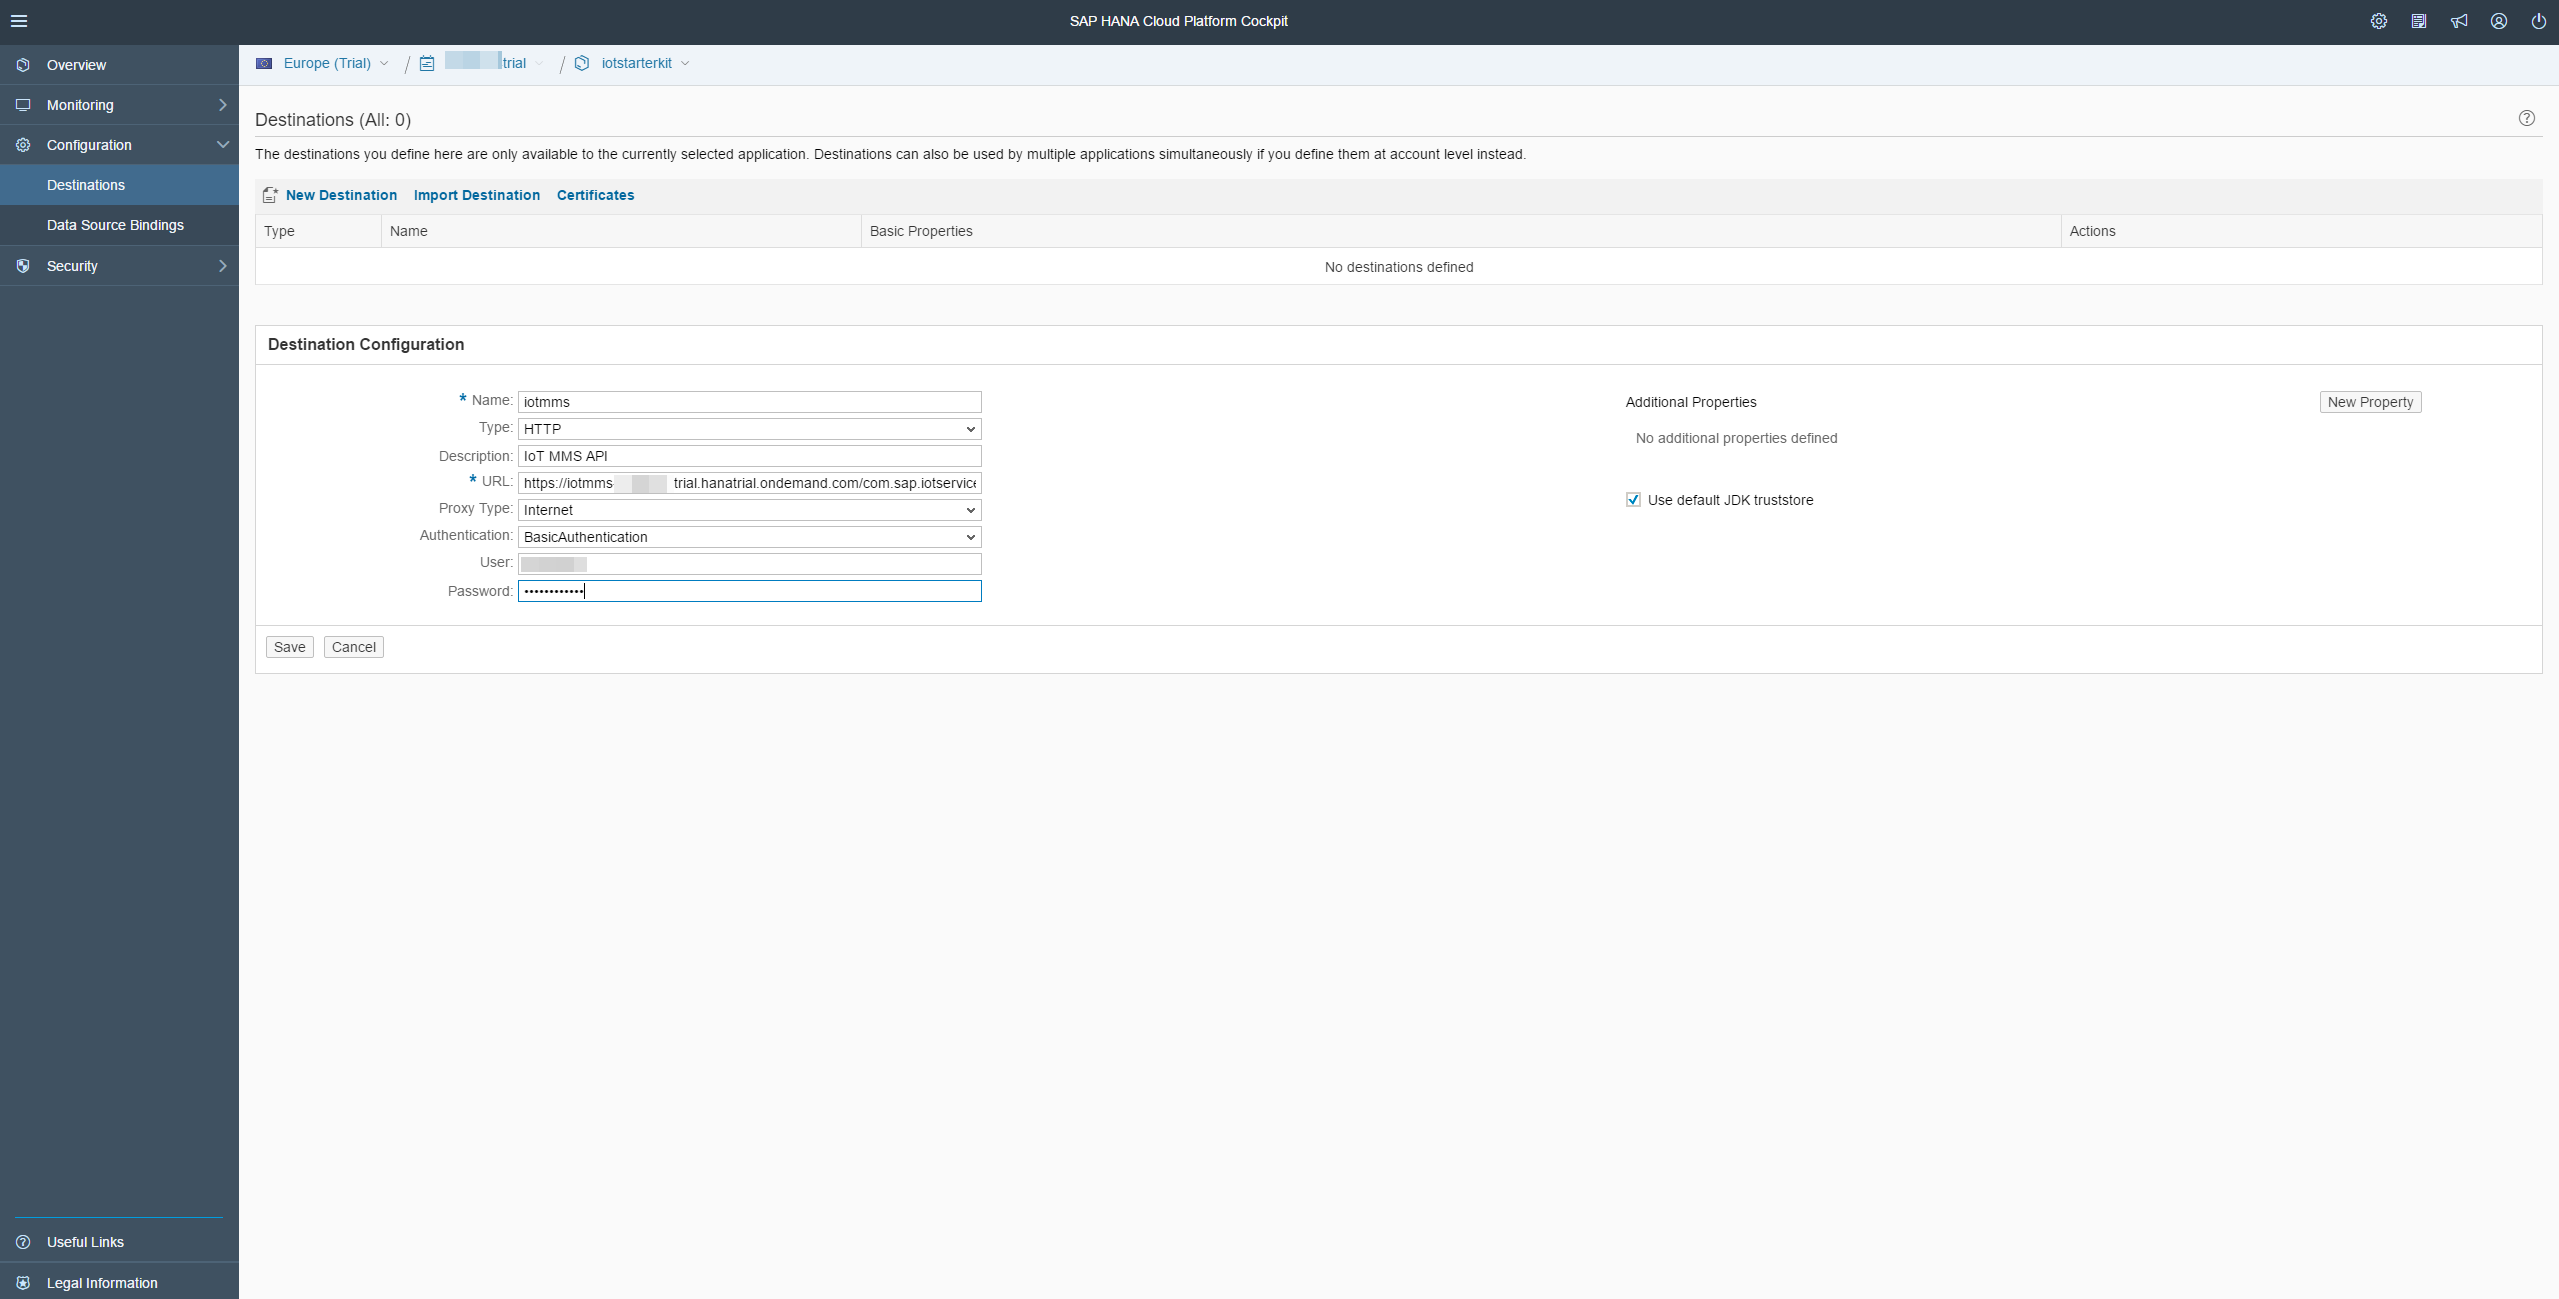 SAP HANA Cloud Platform Cockpit
Overview
Monitoring
Configuration
Destinations
Data Source Bindings
Security
Useful Links
Legal Information
Europe (Trial) / trial / iotstarterkit
Destinations (All: 0)
The destinations you define here are only available to the currently selected application. Destinations can also be used by multiple applications simultaneously if you define them at account level instead.
New Destination Import Destination Certificates
Type Name Basic Properties Actions
No destinations defined
Destination Configuration
* Name: iotmms
Type: HTTP
Description: IoT MMS API
* URL: https://iotmms trial.hanatrial.ondemand.com/com.sap.iotservice
Proxy Type: Internet
Authentication: BasicAuthentication
User:
Password: ••••••••••••
Additional Properties New Property
No additional properties defined
Use default JDK truststore
Save Cancel